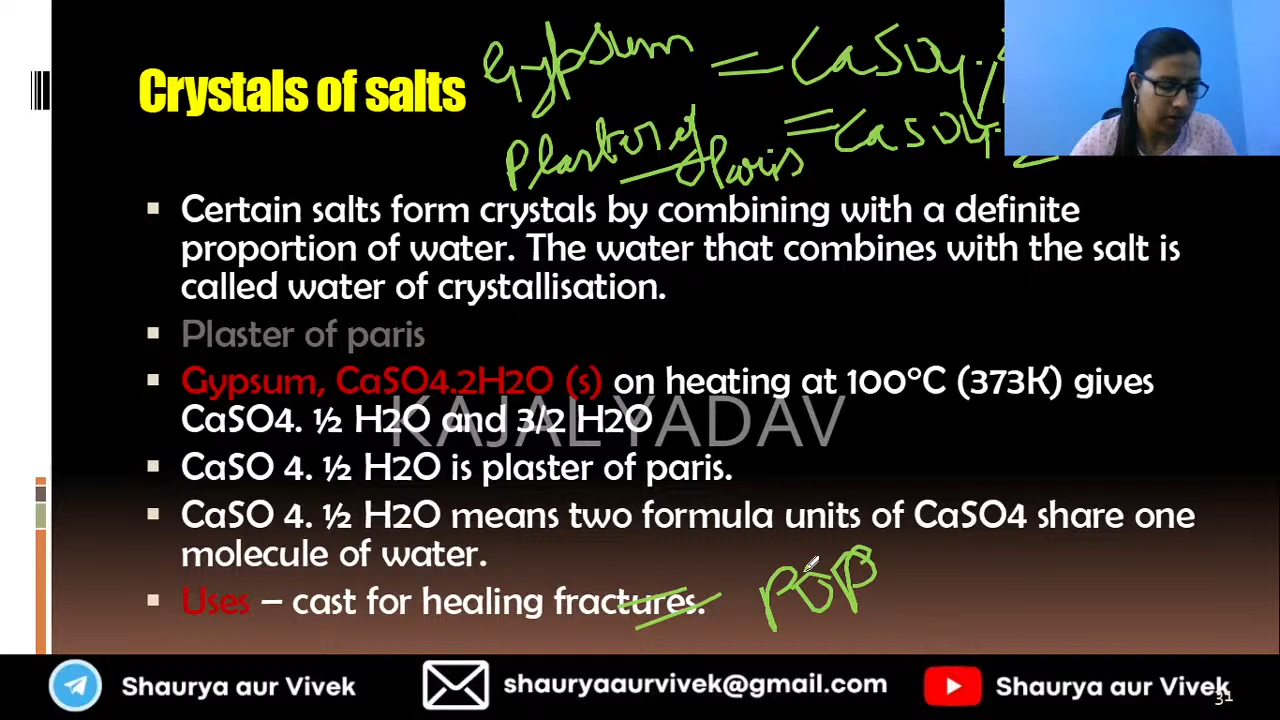 Gypsum = CaSO4.
Crystals of salts
Plaster of Paris = CaSO4.
Certain salts form crystals by combining with a definite
proportion of water. The water that combines with the salt is
called water of crystallisation.
Plaster of paris
Gypsum, CaSO4.2H2O (s) on heating at 100°C (373K) gives
CaSO4. ½ H2O and 3/2 H2O
KAJAL YADAV
CaSO 4. ½ H2O is plaster of paris.
CaSO 4. ½ H2O means two formula units of CaSO4 share one
molecule of water.
Uses – cast for healing fractures.
POP
Shaurya aur Vivek
shauryaaurvivek@gmail.com
Shaurya aur Vivek
31